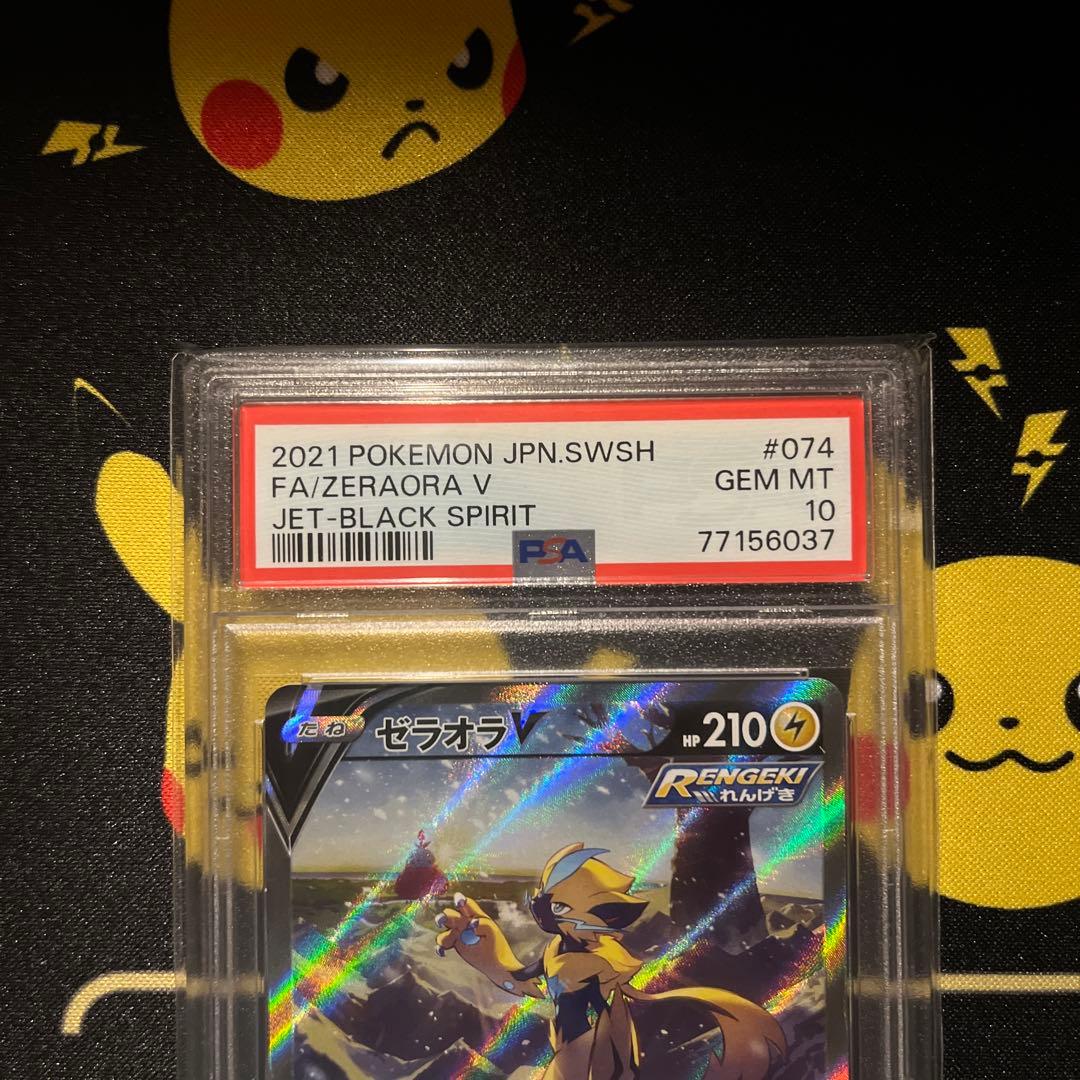 2021 POKEMON JPN.SWSH #074
FA/ZERAORA V GEM MT
JET-BLACK SPIRIT 10
PSA 77156037
たね ゼラオラV HP 210
RENGEKI
れんげき